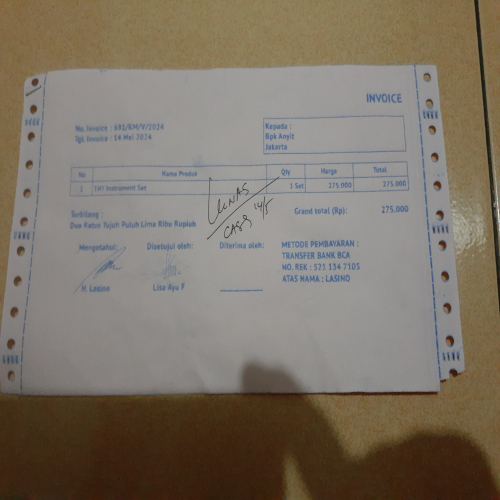 INVOICE
No. Invoice : 691/KM/V/2024
Tgl. Invoice : 14 Mei 2024
Kepada :
Bpk Anyit
Jakarta
No Nama Produk Qty Harga Total
1 Instrument Set 1 Set 275.000 275.000
LUNAS
CASH 14/5
Grand total (Rp): 275.000
Terbilang :
Dua Ratus Tujuh Puluh Lima Ribu Rupiah
Mengetahui: Disetujui oleh: Diterima oleh:
H. Lasino Lisa Ayu F
METODE PEMBAYARAN :
TRANSFER BANK BCA
NO. REK : 521 134 7105
ATAS NAMA : LASINO